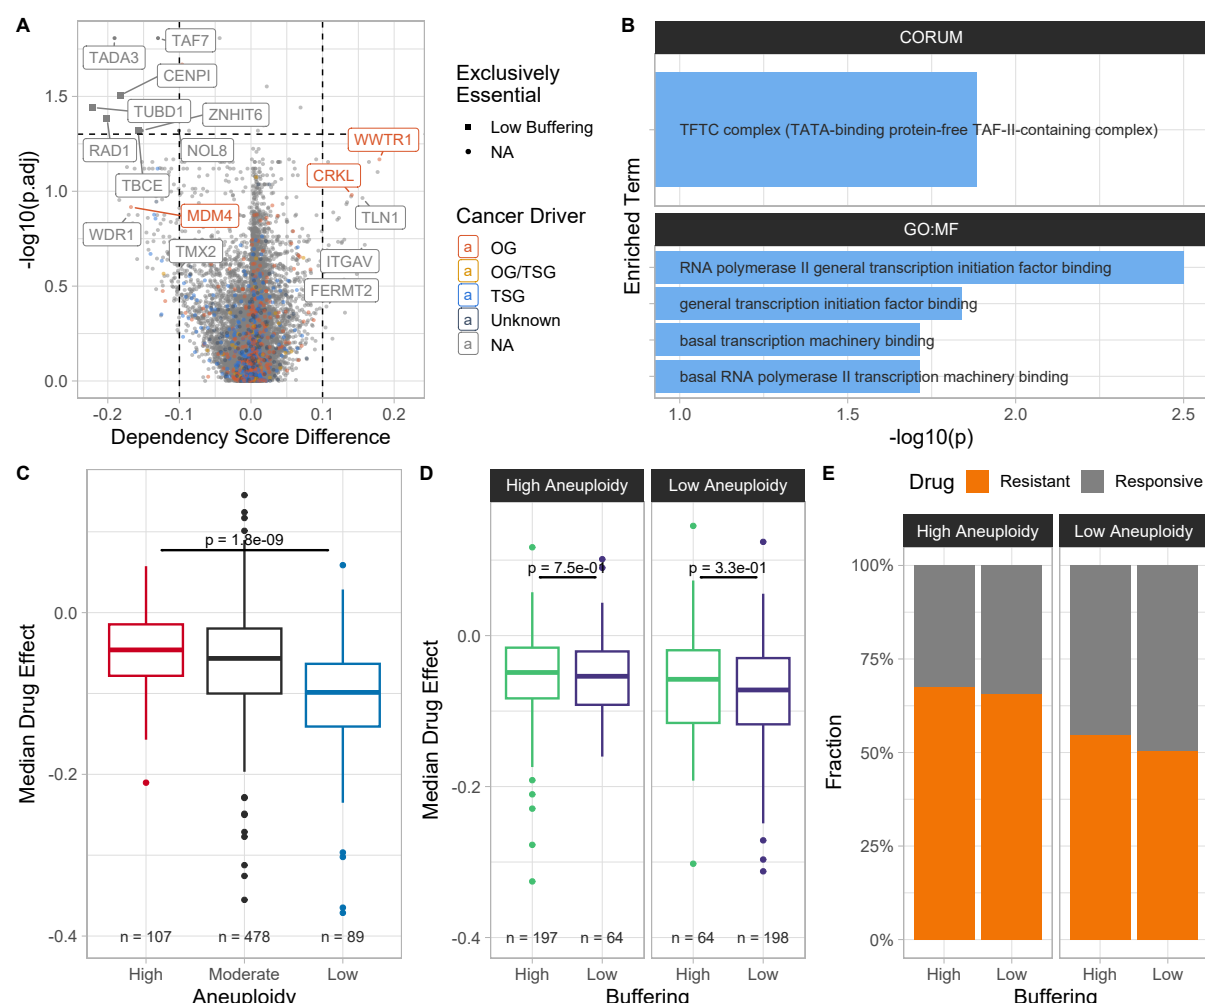 A
TADA3
TAF7
CENPI
TUBD1
ZNHIT6
RAD1
NOL8
TBCE
WWTR1
CRKL
TLN1
MDM4
WDR1
TMX2
ITGAV
FERMT2
1.5
1.0
0.5
0.0
-0.2
-0.1
0.0
0.1
0.2
-log10(p.adj)
Dependency Score Difference
Exclusively
Essential
Low Buffering
NA
Cancer Driver
a OG
a OG/TSG
a TSG
a Unknown
a NA
B
CORUM
TFTC complex (TATA-binding protein-free TAF-II-containing complex)
GO:MF
RNA polymerase II general transcription initiation factor binding
general transcription initiation factor binding
basal transcription machinery binding
basal RNA polymerase II transcription machinery binding
Enriched Term
1.0
1.5
2.0
2.5
-log10(p)
C
p = 1.8e-09
0.0
-0.2
-0.4
Median Drug Effect
n = 107
n = 478
n = 89
High
Moderate
Low
Aneuploidy
D
High Aneuploidy
Low Aneuploidy
p = 7.5e-01
p = 3.3e-01
0.0
-0.2
-0.4
Median Drug Effect
n = 197
n = 64
n = 64
n = 198
High
Low
High
Low
Buffering
E
Drug
Resistant
Responsive
High Aneuploidy
Low Aneuploidy
100%
75%
50%
25%
0%
Fraction
High
Low
High
Low
Buffering